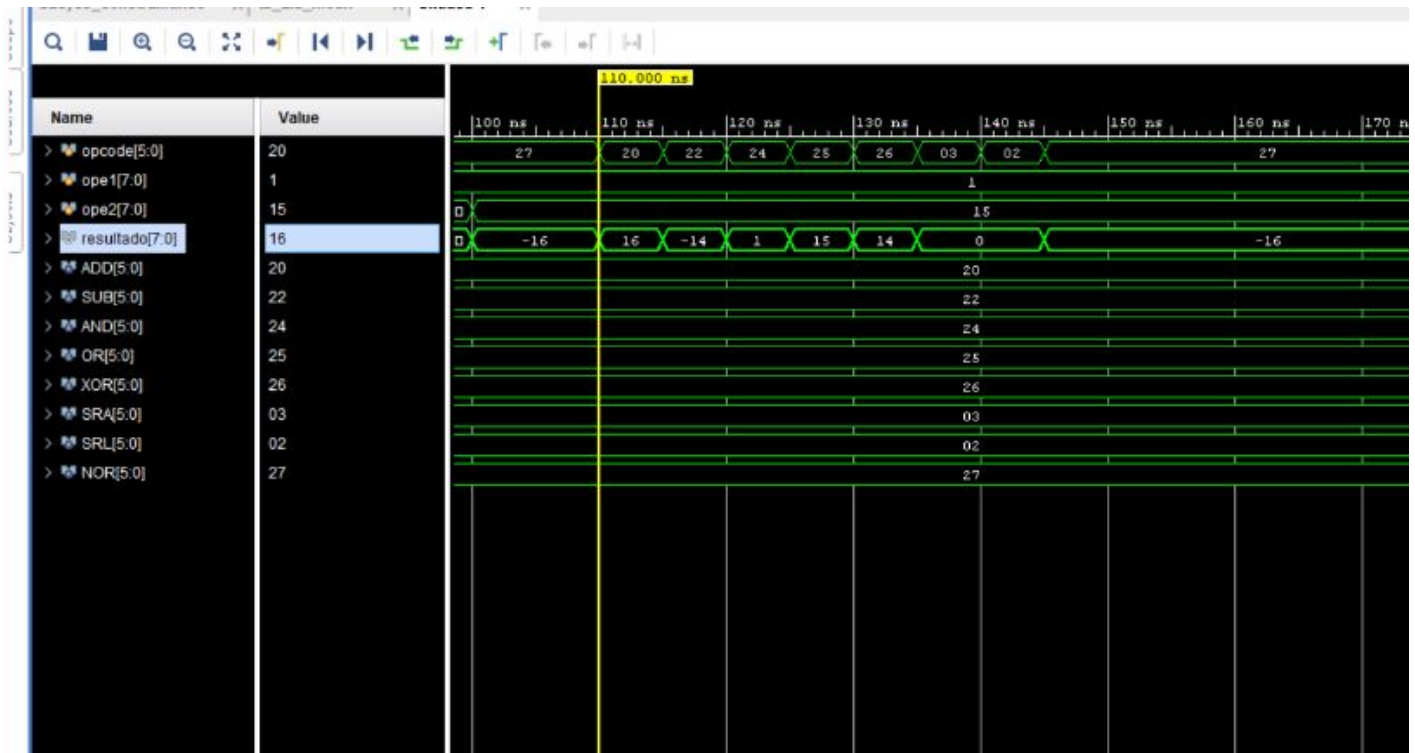 110.000 ns
Name Value
100 ns 110 ns 120 ns 130 ns 140 ns 150 ns 160 ns 170 n
opcode[5:0] 20 27 20 22 24 25 26 03 02 27
ope1[7:0] 1 1
ope2[7:0] 15 0 15
resultado[7:0] 16 0 -16 16 -14 1 15 14 0 -16
ADD[5:0] 20 20
SUB[5:0] 22 22
AND[5:0] 24 24
OR[5:0] 25 25
XOR[5:0] 26 26
SRA[5:0] 03 03
SRL[5:0] 02 02
NOR[5:0] 27 27